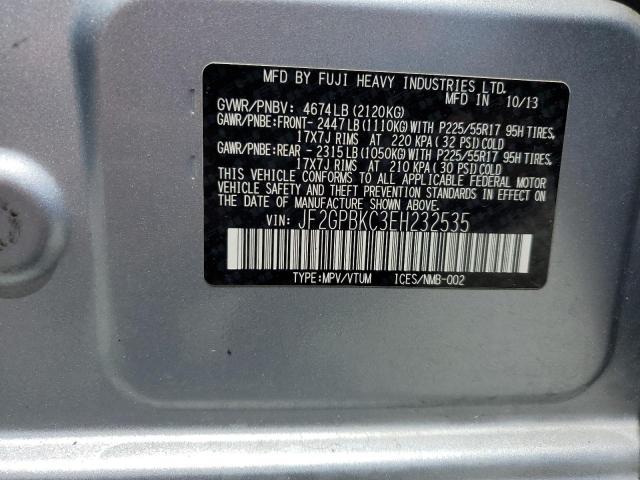 MFD BY FUJI HEAVY INDUSTRIES LTD.
MFD IN 10/13
GVWR/PNBV: 4674LB(2120KG)
GAWR/PNBE:FRONT-2447LB(1110KG)WITH P225/55R17 95H TIRES,
17X7J RIMS AT 220 KPA(32 PSI)COLD
GAWR/PNBE:REAR -2315LB(1050KG)WITH P225/55R17 95H TIRES,
17X7J RIMS AT 210 KPA(30 PSI)COLD
THIS VEHICLE CONFORMS TO ALL APPLICABLE FEDERAL MOTOR
VEHICLE SAFETY AND THEFT PREVENTION STANDARDS IN EFFECT ON
THE DATE OF MANUFACTURE SHOWN ABOVE.
VIN: JF2GPBKC3EH232535
TYPE:MPV/VTUM ICES/NMB-002